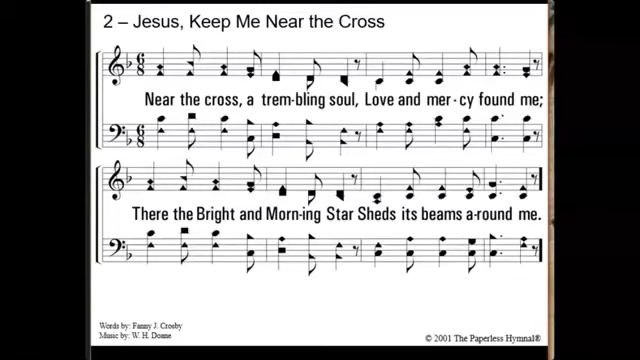 2 – Jesus, Keep Me Near the Cross
Near the cross, a trem-bling soul, Love and mer - cy found me;
There the Bright and Morn-ing Star Sheds its beams a-round me.
Words by: Fanny J. Crosby
Music by: W. H. Doane
© 2001 The Paperless Hymnal®